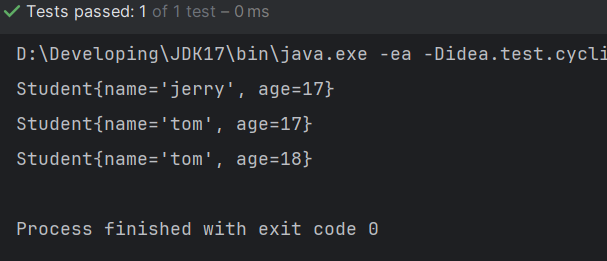 Tests passed: 1 of 1 test – 0 ms
D:\Developing\JDK17\bin\java.exe -ea -Didea.test.cycli
Student{name='jerry', age=17}
Student{name='tom', age=17}
Student{name='tom', age=18}
Process finished with exit code 0